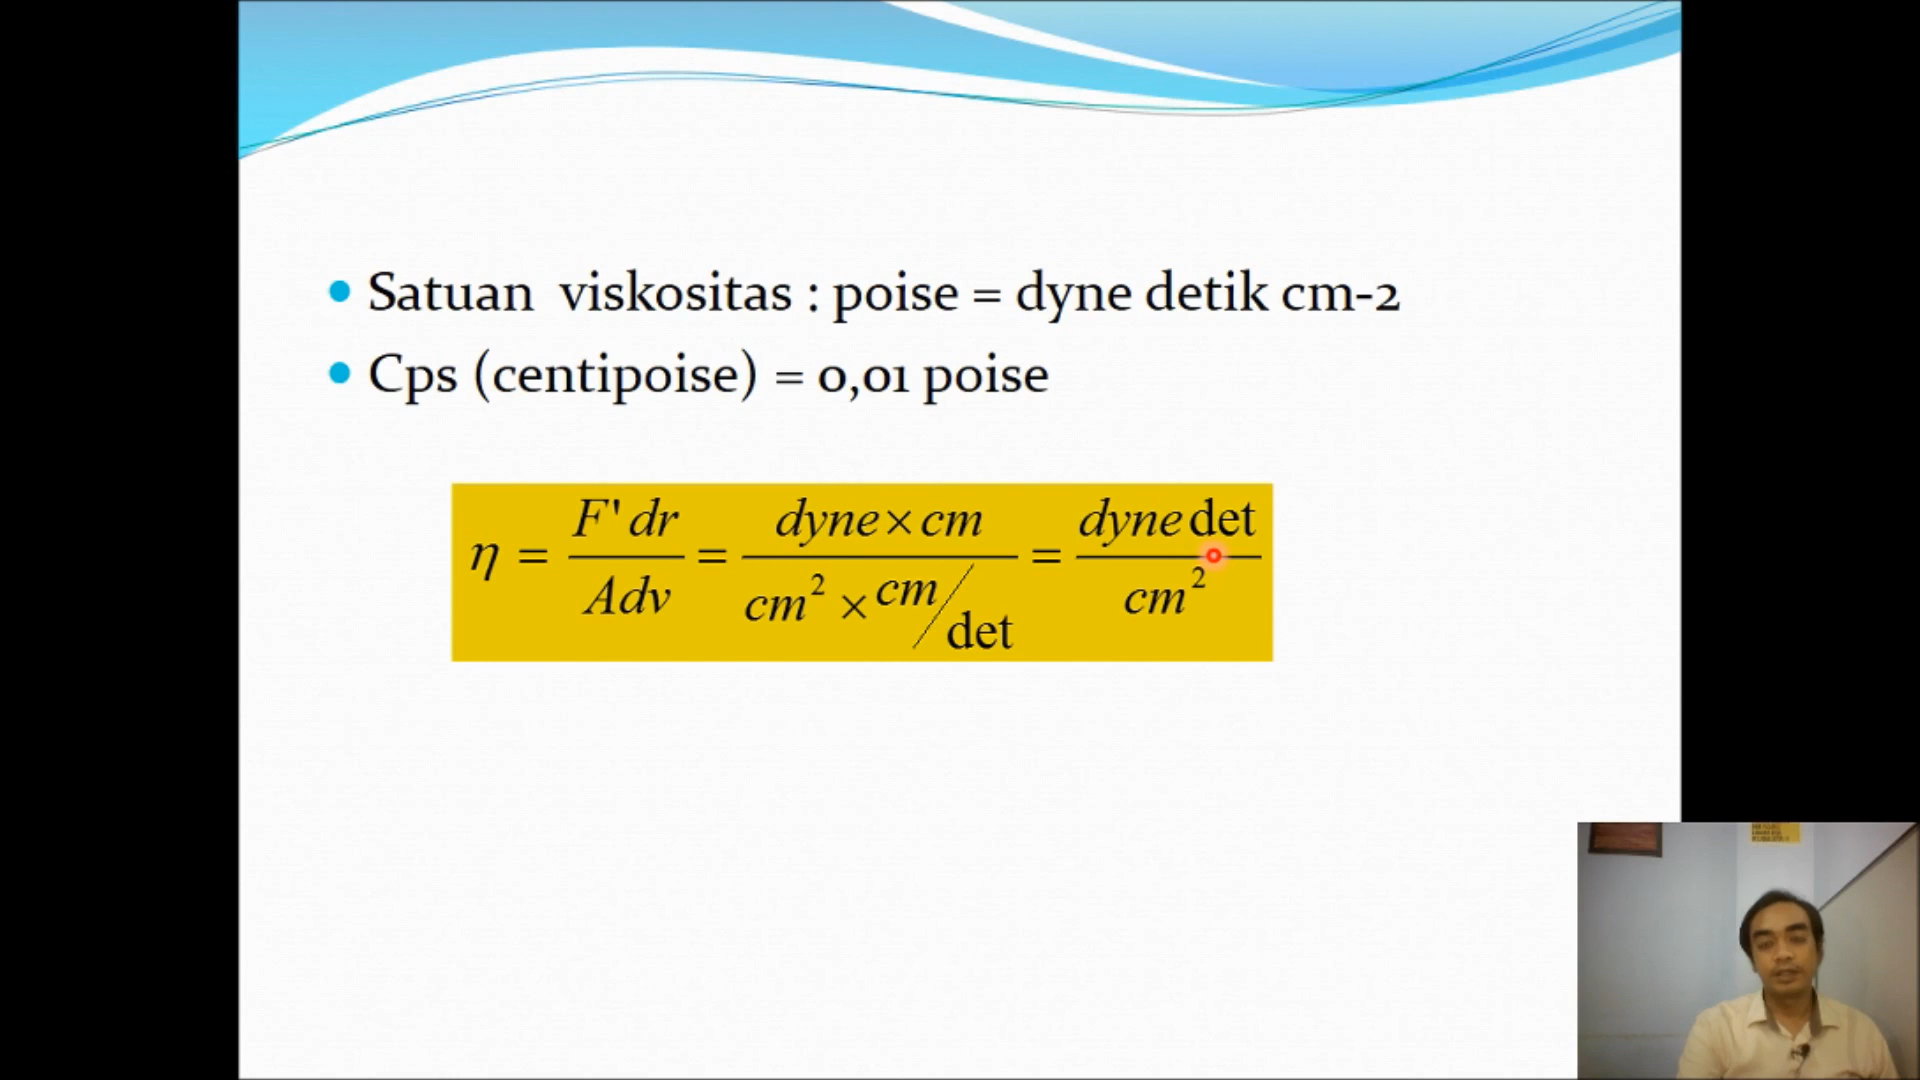 Satuan viskositas : poise = dyne detik cm-2
Cps (centipoise) = 0,01 poise
η = F' dr / Adv = dyne × cm / cm² × cm/det = dyne det / cm²